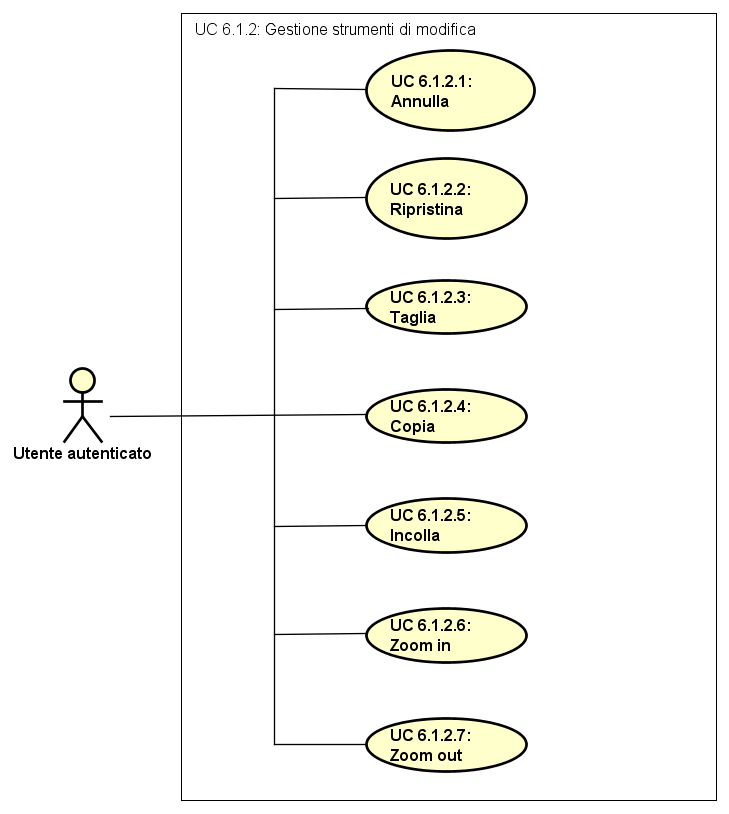 UC 6.1.2: Gestione strumenti di modifica
UC 6.1.2.1:
Annulla
UC 6.1.2.2:
Ripristina
UC 6.1.2.3:
Taglia
UC 6.1.2.4:
Copia
Utente autenticato
UC 6.1.2.5:
Incolla
UC 6.1.2.6:
Zoom in
UC 6.1.2.7:
Zoom out